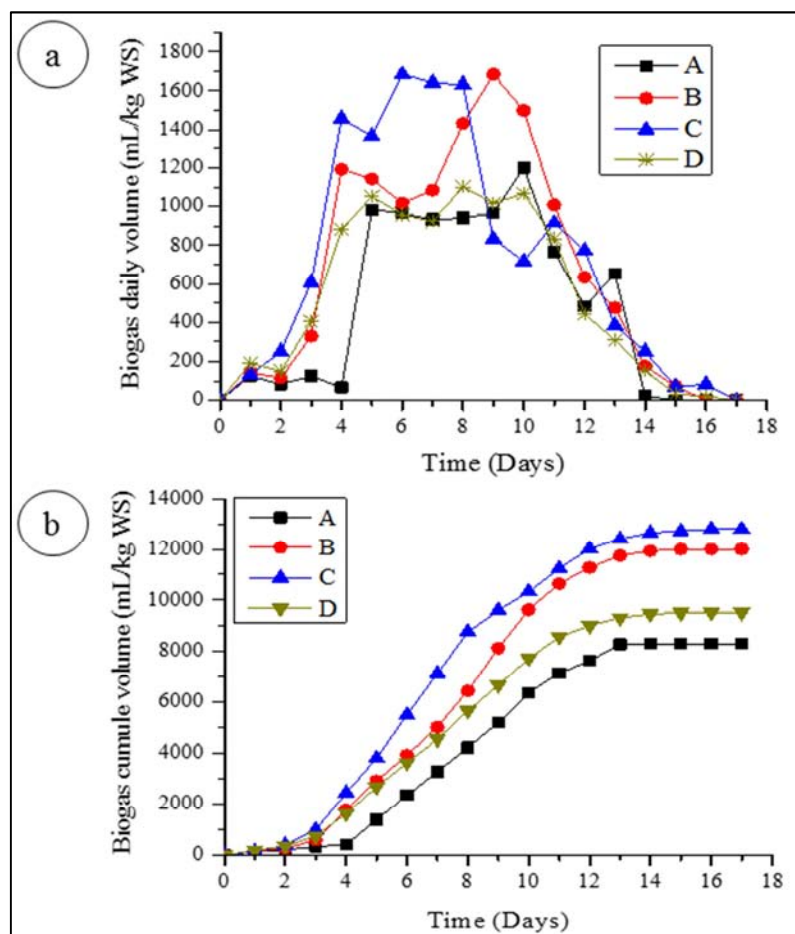 a
Biogas daily volume (mL/kg WS)
1800
1600
1400
1200
1000
800
600
400
200
0
A
B
C
D
0 2 4 6 8 10 12 14 16 18
Time (Days)
b
Biogas cumule volume (mL/kg WS)
14000
12000
10000
8000
6000
4000
2000
0
A
B
C
D
0 2 4 6 8 10 12 14 16 18
Time (Days)